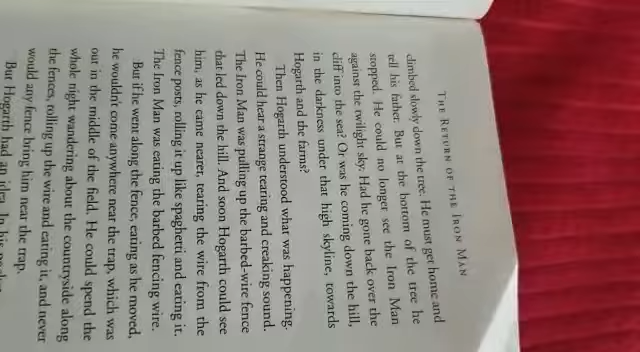 THE RETURN OF THE IRON MAN
climbed slowly down the tree. He must get home and
tell his father. But at the bottom of the tree he
stopped. He could no longer see the Iron Man
against the twilight sky. Had he gone back over the
cliff into the sea? Or was he coming down the hill,
in the darkness under that high skyline, towards
Hogarth and the farms?
Then Hogarth understood what was happening.
He could hear a strange tearing and creaking sound.
The Iron Man was pulling up the barbed-wire fence
that led down the hill. And soon Hogarth could see
him, as he came nearer, tearing the wire from the
fence posts, rolling it up like spaghetti and eating it.
The Iron Man was eating the barbed fencing wire.
But if he went along the fence, eating as he moved,
he wouldn't come anywhere near the trap, which was
out in the middle of the field. He could spend the
whole night wandering about the countryside along
the fences, rolling up the wire and eating it, and never
would any fence bring him near the trap.
But Hogarth had an idea. In his